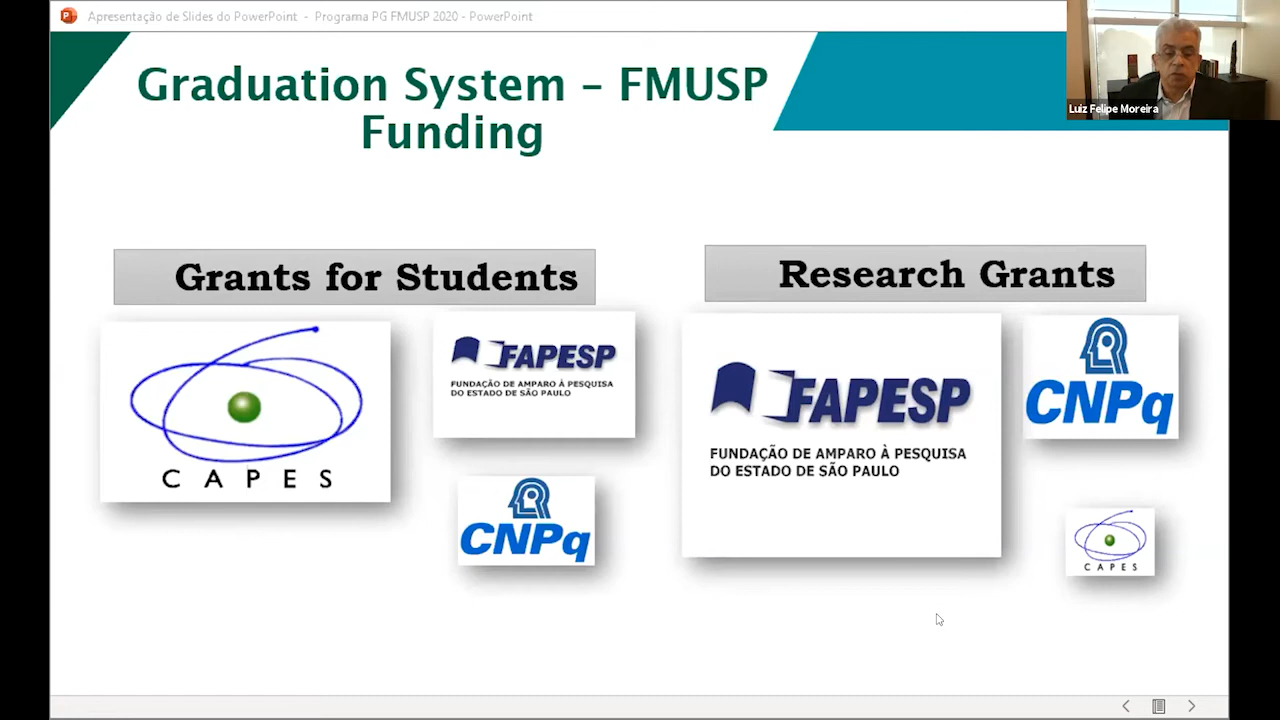 Apresentação de Slides do PowerPoint - Programa PG FMUSP 2020 - PowerPoint
Luiz Felipe Moreira
Graduation System – FMUSP
Funding
Grants for Students
CAPES
FAPESP
FUNDAÇÃO DE AMPARO À PESQUISA
DO ESTADO DE SÃO PAULO
CNPq
Research Grants
FAPESP
FUNDAÇÃO DE AMPARO À PESQUISA
DO ESTADO DE SÃO PAULO
CNPq
CAPES